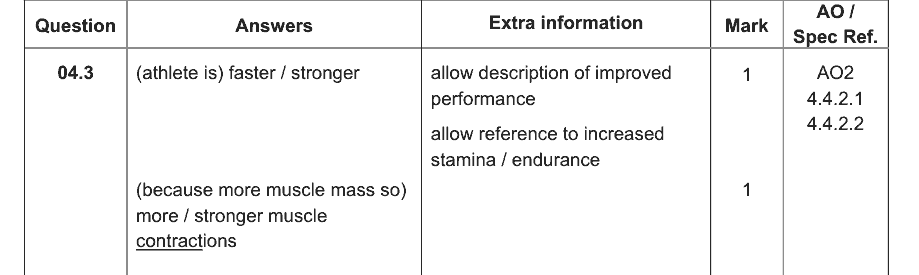 Question Answers Extra information Mark AO /
Spec Ref.
04.3 (athlete is) faster / stronger allow description of improved 1 AO2
performance 4.4.2.1
allow reference to increased 4.4.2.2
stamina / endurance
(because more muscle mass so) 1
more / stronger muscle
contractions